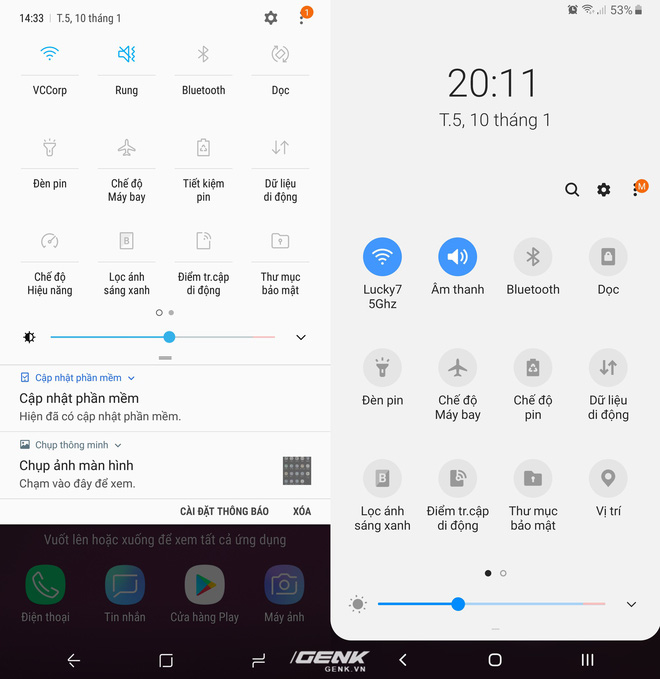 14:33 | T.5, 10 tháng 1
1
VCCorp
Rung
Bluetooth
Dọc
Đèn pin
Chế độ
Máy bay
Tiết kiệm
pin
Dữ liệu
di động
Chế độ
Hiệu năng
B
Lọc ánh
sáng xanh
Điểm tr.cập
di động
Thư mục
bảo mật
Cập nhật phần mềm
Cập nhật phần mềm
Hiện đã có cập nhật phần mềm.
Chụp thông minh
Chụp ảnh màn hình
Chạm vào đây để xem.
CÀI ĐẶT THÔNG BÁO
XÓA
Vuốt lên hoặc xuống để xem tất cả ứng dụng
Điện thoại
Tin nhắn
Cửa hàng Play
Máy ảnh
53%
20:11
T.5, 10 tháng 1
M
Lucky7
5Ghz
Âm thanh
Bluetooth
Dọc
Đèn pin
Chế độ
Máy bay
Chế độ
pin
Dữ liệu
di động
B
Lọc ánh
sáng xanh
Điểm tr.cập
di động
Thư mục
bảo mật
Vị trí
GENK
GENK.VN